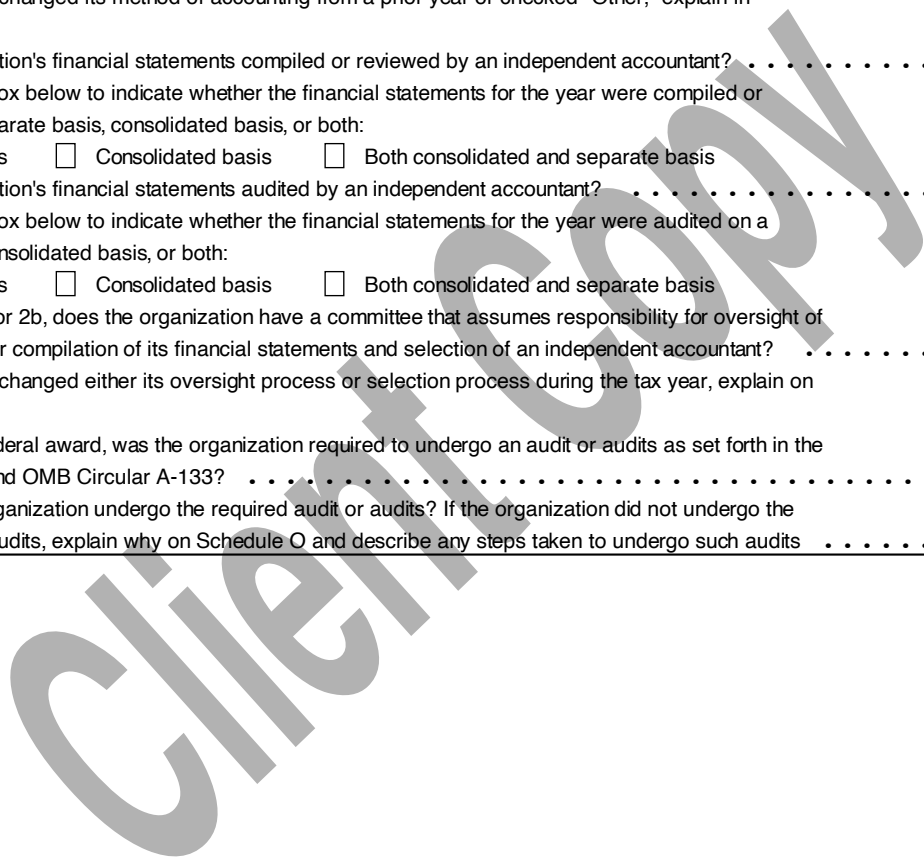 changed its method of accounting from a prior year or checked "Other," explain in
tion's financial statements compiled or reviewed by an independent accountant? . . . . . . . . . .
ox below to indicate whether the financial statements for the year were compiled or
arate basis, consolidated basis, or both:
s ☐ Consolidated basis ☐ Both consolidated and separate basis
tion's financial statements audited by an independent accountant? . . . . . . . . . . . . . . . .
ox below to indicate whether the financial statements for the year were audited on a
nsolidated basis, or both:
s ☐ Consolidated basis ☐ Both consolidated and separate basis
or 2b, does the organization have a committee that assumes responsibility for oversight of
r compilation of its financial statements and selection of an independent accountant? . . . . . . .
changed either its oversight process or selection process during the tax year, explain on
deral award, was the organization required to undergo an audit or audits as set forth in the
nd OMB Circular A-133? . . . . . . . . . . . . . . . . . . . . . . . . . . . . . . . . . . .
ganization undergo the required audit or audits? If the organization did not undergo the
udits, explain why on Schedule O and describe any steps taken to undergo such audits . . . . . .
Client Copy